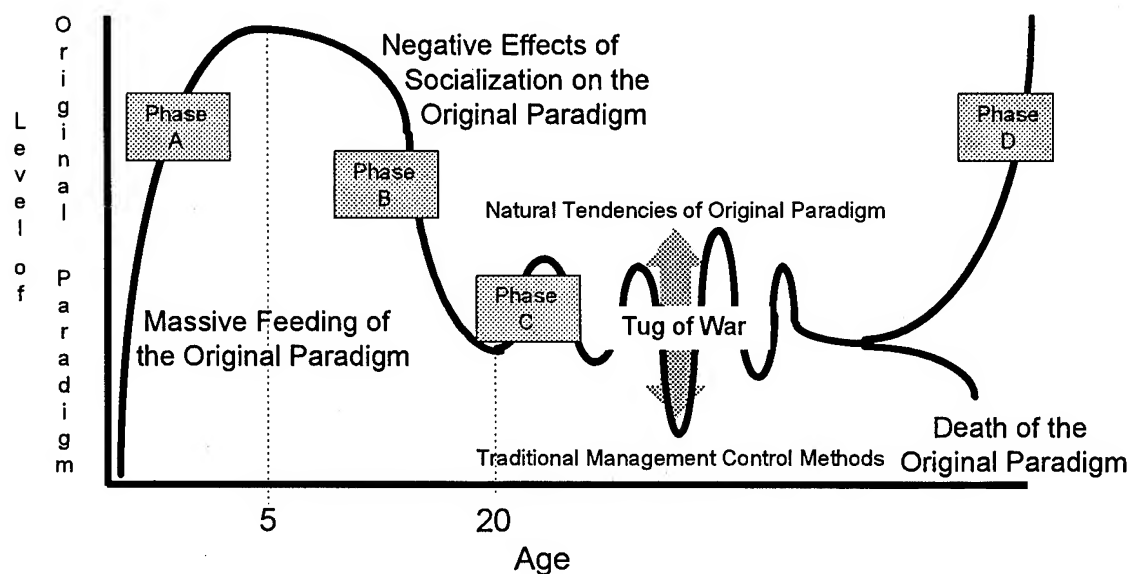 Level of
Original Paradigm
Negative Effects of
Socialization on the
Original Paradigm
Phase
A
Phase
B
Phase
D
Natural Tendencies of Original Paradigm
Phase
C
Massive Feeding of
the Original Paradigm
Tug of War
Traditional Management Control Methods
Death of the
Original Paradigm
5
20
Age